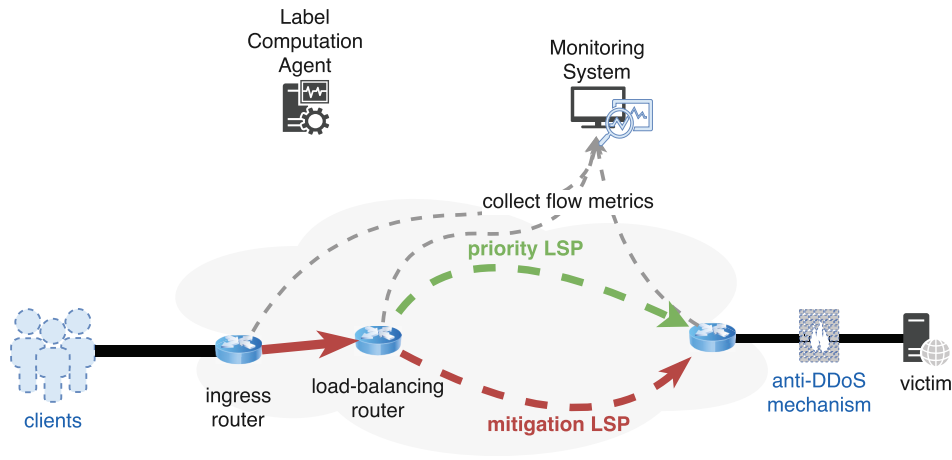 Label
Computation
Agent
Monitoring
System
collect flow metrics
priority LSP
clients
ingress
router
load-balancing
router
mitigation LSP
anti-DDoS
mechanism
victim